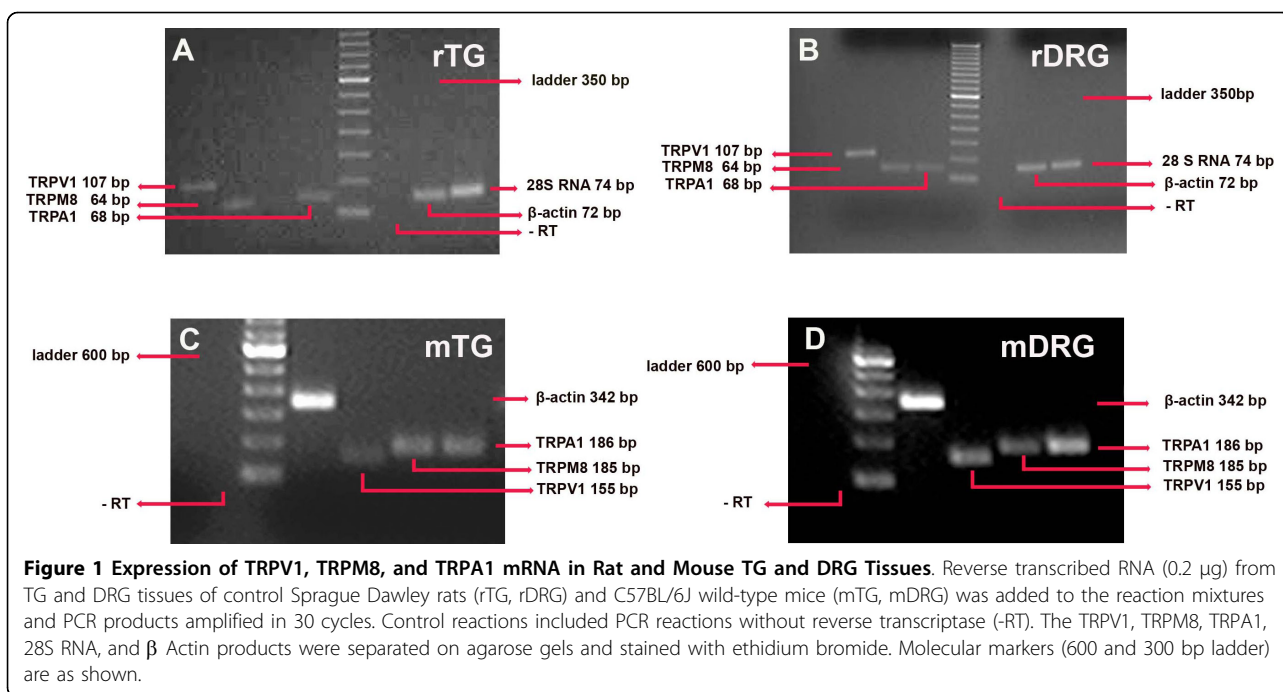 A
rTG
ladder 350 bp
TRPV1 107 bp
TRPM8 64 bp
TRPA1 68 bp
28S RNA 74 bp
β-actin 72 bp
- RT
B
rDRG
ladder 350bp
TRPV1 107 bp
TRPM8 64 bp
TRPA1 68 bp
28 S RNA 74 bp
β-actin 72 bp
- RT
C
mTG
ladder 600 bp
β-actin 342 bp
TRPA1 186 bp
TRPM8 185 bp
TRPV1 155 bp
- RT
D
mDRG
ladder 600 bp
β-actin 342 bp
TRPA1 186 bp
TRPM8 185 bp
TRPV1 155 bp
- RT
Figure 1 Expression of TRPV1, TRPM8, and TRPA1 mRNA in Rat and Mouse TG and DRG Tissues. Reverse transcribed RNA (0.2 μg) from
TG and DRG tissues of control Sprague Dawley rats (rTG, rDRG) and C57BL/6J wild-type mice (mTG, mDRG) was added to the reaction mixtures
and PCR products amplified in 30 cycles. Control reactions included PCR reactions without reverse transcriptase (-RT). The TRPV1, TRPM8, TRPA1,
28S RNA, and β Actin products were separated on agarose gels and stained with ethidium bromide. Molecular markers (600 and 300 bp ladder)
are as shown.